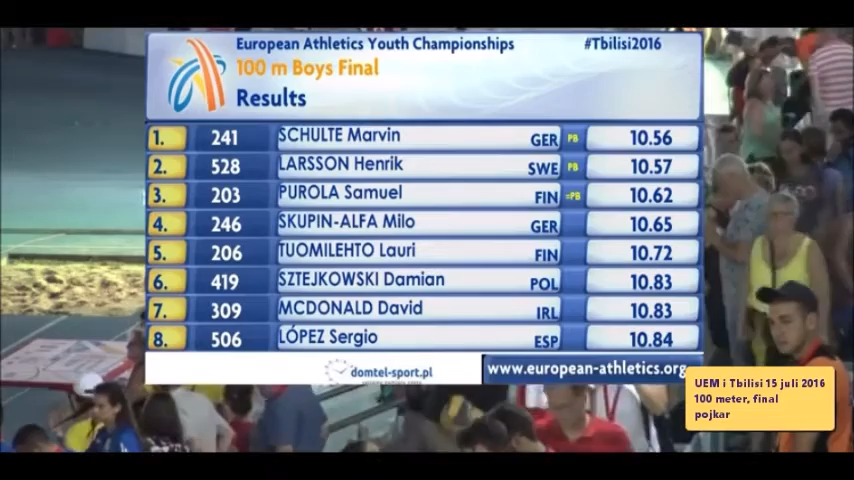 European Athletics Youth Championships #Tbilisi2016
100 m Boys Final
Results
1. 241 SCHULTE Marvin GER PB 10.56
2. 528 LARSSON Henrik SWE PB 10.57
3. 203 PUROLA Samuel FIN =PB 10.62
4. 246 SKUPIN-ALFA Milo GER 10.65
5. 206 TUOMILEHTO Lauri FIN 10.72
6. 419 SZTEJKOWSKI Damian POL 10.83
7. 309 MCDONALD David IRL 10.83
8. 506 LÓPEZ Sergio ESP 10.84
domtel-sport.pl
www.european-athletics.org
UEM i Tbilisi 15 juli 2016
100 meter, final
pojkar